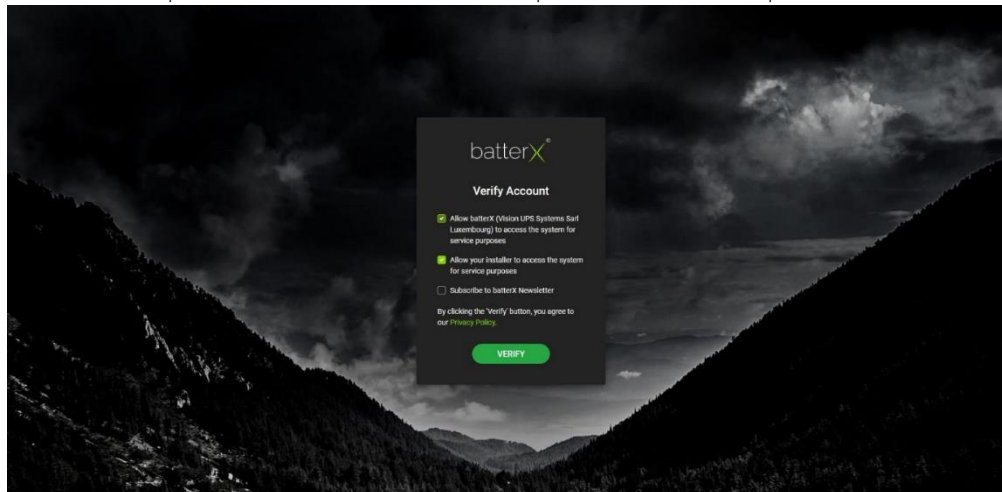 batterX®
Verify Account
Allow batterX (Vision UPS Systems Sarl
Luxembourg) to access the system for
service purposes
Allow your installer to access the system
for service purposes
Subscribe to batterX Newsletter
By clicking the 'Verify' button, you agree to
our Privacy Policy.
VERIFY